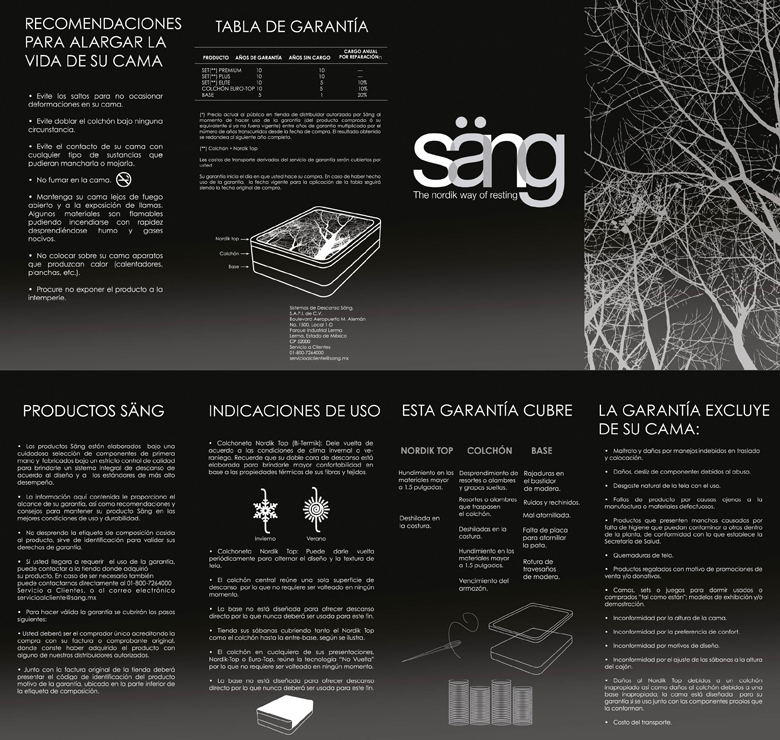 RECOMENDACIONES
PARA ALARGAR LA
VIDA DE SU CAMA
• Evite los saltos para no ocasionar
deformaciones en su cama.
• Evite doblar el colchón bajo ninguna
circunstancia.
• Evite el contacto de su cama con
cualquier tipo de sustancias que
pudieran mancharla o mojarla.
• No fumar en la cama.
• Mantenga su cama lejos de fuego
abierto y a la exposición de llamas.
Algunos materiales son flamables
pudiendo incendiarse con rapidez
desprendiéndose humo y gases
nocivos.
• No colocar sobre su cama aparatos
que produzcan calor (calentadores,
planchas, etc.).
• Procure no exponer el producto a la
intemperie.
TABLA DE GARANTÍA
PRODUCTO AÑOS DE GARANTÍA AÑOS SIN CARGO CARGO ANUAL
POR REPARACIÓN(*)
SET(**) PREMIUM 10 10 —
SET(**) PLUS 10 10 —
SET(**) ELITE 10 5 10%
COLCHÓN EURO-TOP 10 5 10%
BASE 5 1 20%
(*) Precio actual al público en tienda de distribuidor autorizado por Säng al
momento de hacer uso de la garantía (del producto comprado ó su
equivalente si ya no fuera vigente) entre años de garantía multiplicado por el
número de años transcurridos desde la fecha de compra. El resultado obtenido
se redondea al siguiente año completo.
(**) Colchón + Nordik Top
Los costos de transporte derivados del servicio de garantía serán cubiertos por
usted.
Su garantía inicia el día en que usted hace su compra. En caso de haber hecho
uso de la garantía, la fecha vigente para la aplicación de la tabla seguirá
siendo la fecha original de compra.
Nordik top
Colchón
Base
Sistemas de Descanso Säng,
S.A.P.I. de C.V.
Boulevard Aeropuerto M. Alemán
No. 1500, Local 1 D
Parque Industrial Lerma
Lerma, Estado de México
CP 52000
Servicio a Clientes
01-800-7264000
servicioalcliente@sang.mx
säng
The nordik way of resting
PRODUCTOS SÄNG
• Los productos Säng están elaborados bajo una
cuidadosa selección de componentes de primera
mano y fabricados bajo un estricto control de calidad
para brindarle un sistema integral de descanso de
acuerdo al diseño y a los estándares de más alto
desempeño.
• La información aquí contenida le proporciona el
alcance de su garantía, así como recomendaciones y
consejos para mantener su producto Säng en las
mejores condiciones de uso y durabilidad.
• No desprenda la etiqueta de composición cosida
al producto, sirve de identificación para validar sus
derechos de garantía.
• Si usted llegara a requerir el uso de la garantía,
puede contactar a la tienda donde adquirió
su producto. En caso de ser necesario también
puede contactarnos directamente al 01-800-7264000
Servicio a Clientes, o al correo electrónico
servicioalcliente@sang.mx
• Para hacer válida la garantía se cubrirán los pasos
siguientes:
• Usted deberá ser el comprador único acreditando la
compra con su factura o comprobante original,
donde conste haber adquirido el producto con
alguno de nuestros distribuidores autorizados.
• Junto con la factura original de la tienda deberá
presentar el código de identificación del producto
motivo de la garantía, ubicado en la parte inferior de
la etiqueta de composición.
INDICACIONES DE USO
• Colchoneta Nordik Top (Bi-Termik): Dele vuelta de
acuerdo a las condiciones de clima invernal o ve-
raniega. Recuerde que su doble cara de descanso está
elaborada para brindarle mayor confortabilidad en
base a las propiedades térmicas de sus fibras y tejidos.
Invierno
Verano
• Colchoneta Nordik Top: Puede darle vuelta
periódicamente para alternar el diseño y la textura de
tela.
• El colchón central reúne una sola superficie de
descanso por lo que no requiere ser volteado en ningún
momento.
• La base no está diseñada para ofrecer descanso
directo por lo que nunca deberá ser usada para este fin.
• Tienda sus sábanas cubriendo tanto el Nordik Top
como el colchón hasta la entre-base, según se ilustra.
• El colchón en cualquiera de sus presentaciones,
Nordik-Top o Euro-Top, reúne la tecnología "No Vuelta"
por lo que no requiere ser volteado en ningún momento.
• La base no está diseñada para ofrecer descanso
directo por lo que nunca deberá ser usada para este fin.
ESTA GARANTÍA CUBRE
NORDIK TOP
Hundimiento en los
materiales mayor
a 1.5 pulgadas.
Deshilada en
la costura.
COLCHÓN
Desprendimiento de
resortes o alambres
y grapas sueltas.
Resortes o alambres
que traspasen
el colchón.
Deshiladas en la
costura.
Hundimiento en los
materiales mayor
a 1.5 pulgadas.
Vencimiento del
armazón.
BASE
Rajaduras en
el bastidor
de madera.
Ruidos y rechinidos.
Mal atornillada.
Falta de placa
para atornillar
la pata.
Rotura de
travesaños
de madera.
LA GARANTÍA EXCLUYE
DE SU CAMA:
• Maltrato y daños por manejos indebidos en traslado
y colocación.
• Daños, desliz de componentes debidos al abuso.
• Desgaste natural de la tela con el uso.
• Fallas de producto por causas ajenas a la
manufactura o materiales defectuosos.
• Productos que presenten manchas causadas por
falta de higiene que puedan contaminar a otros dentro
de la planta, de conformidad con lo que establece la
Secretaría de Salud.
• Quemaduras de tela.
• Productos regalados con motivo de promociones de
venta y/o donativos.
• Camas, sets o juegos para dormir usados o
comprados "tal como están"; modelos de exhibición y/o
demostración.
• Inconformidad por la altura de la cama.
• Inconformidad por la preferencia de confort.
• Inconformidad por motivos de diseño.
• Inconformidad por el ajuste de las sábanas a la altura
del cajón.
• Daños al Nordik Top debidos a un colchón
inapropiado así como daños al colchón debidos a una
base inapropiada; la cama está diseñada para su
garantía si se usa junto con los componentes propios que
la conforman.
• Costo del transporte.